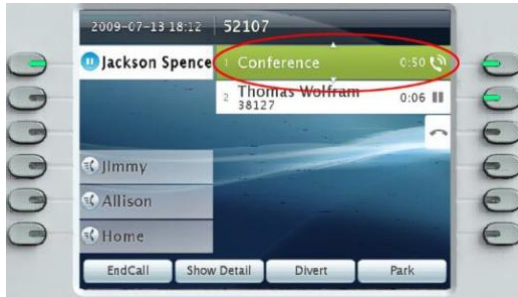 2009-07-13 18:12 52107
Jackson Spence 1 Conference 0:50
2 Thomas Wolfram 0:06
38127
Jimmy
Allison
Home
EndCall Show Detail Divert Park